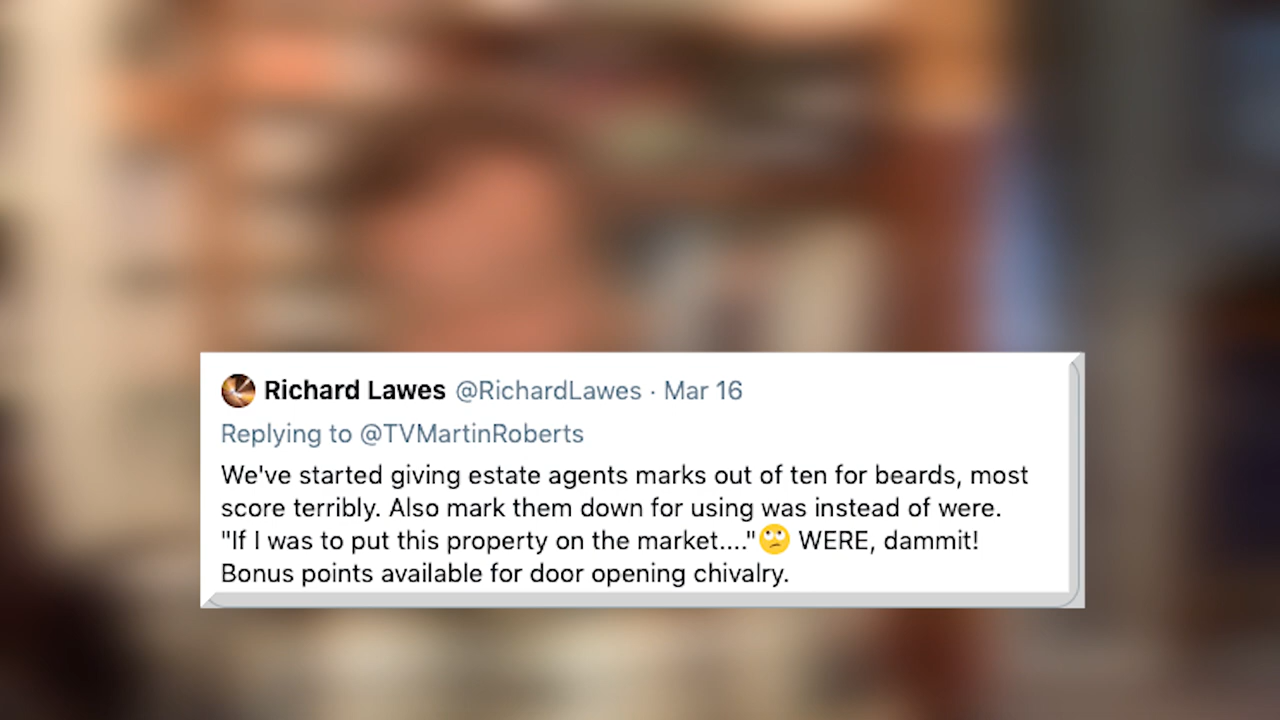 Richard Lawes @RichardLawes · Mar 16
Replying to @TVMartinRoberts
We've started giving estate agents marks out of ten for beards, most
score terribly. Also mark them down for using was instead of were.
"If I was to put this property on the market...."🙄 WERE, dammit!
Bonus points available for door opening chivalry.